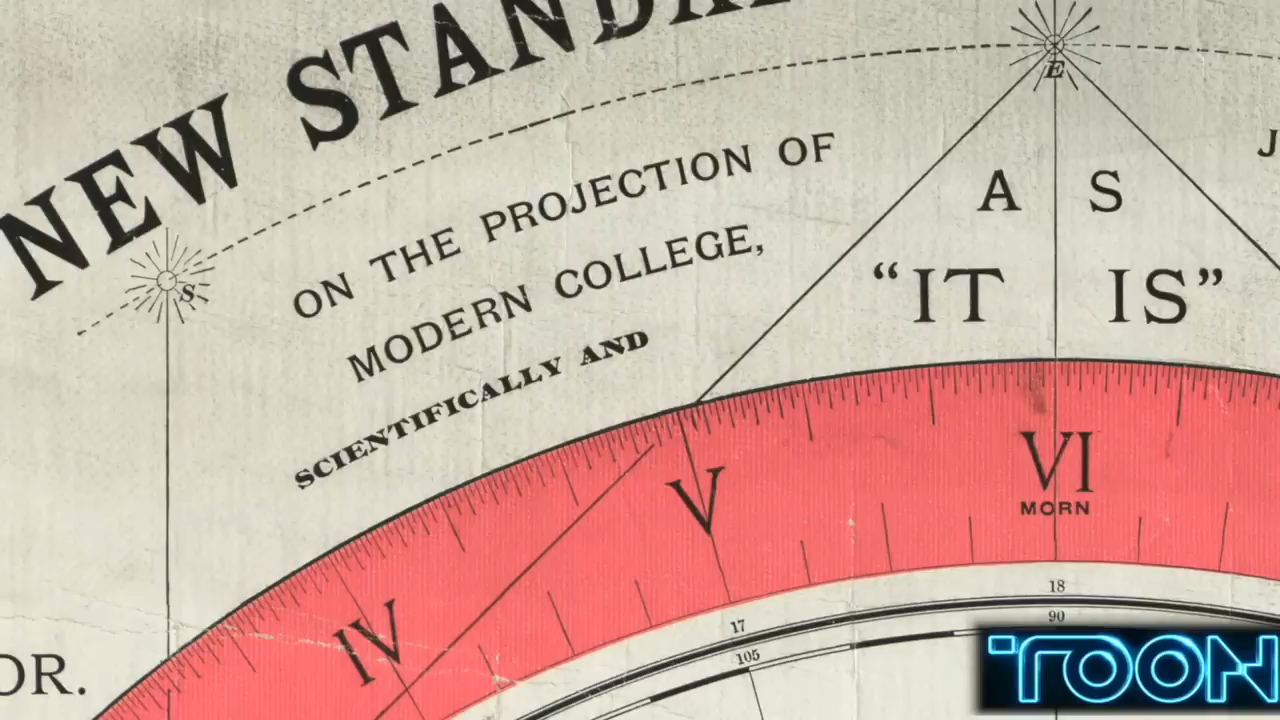 NEW STANDA
E
S
ON THE PROJECTION OF
MODERN COLLEGE,
SCIENTIFICALLY AND
J
A S
“IT IS”
IV
V
VI
MORN
17
18
105
90
OR.
TOON